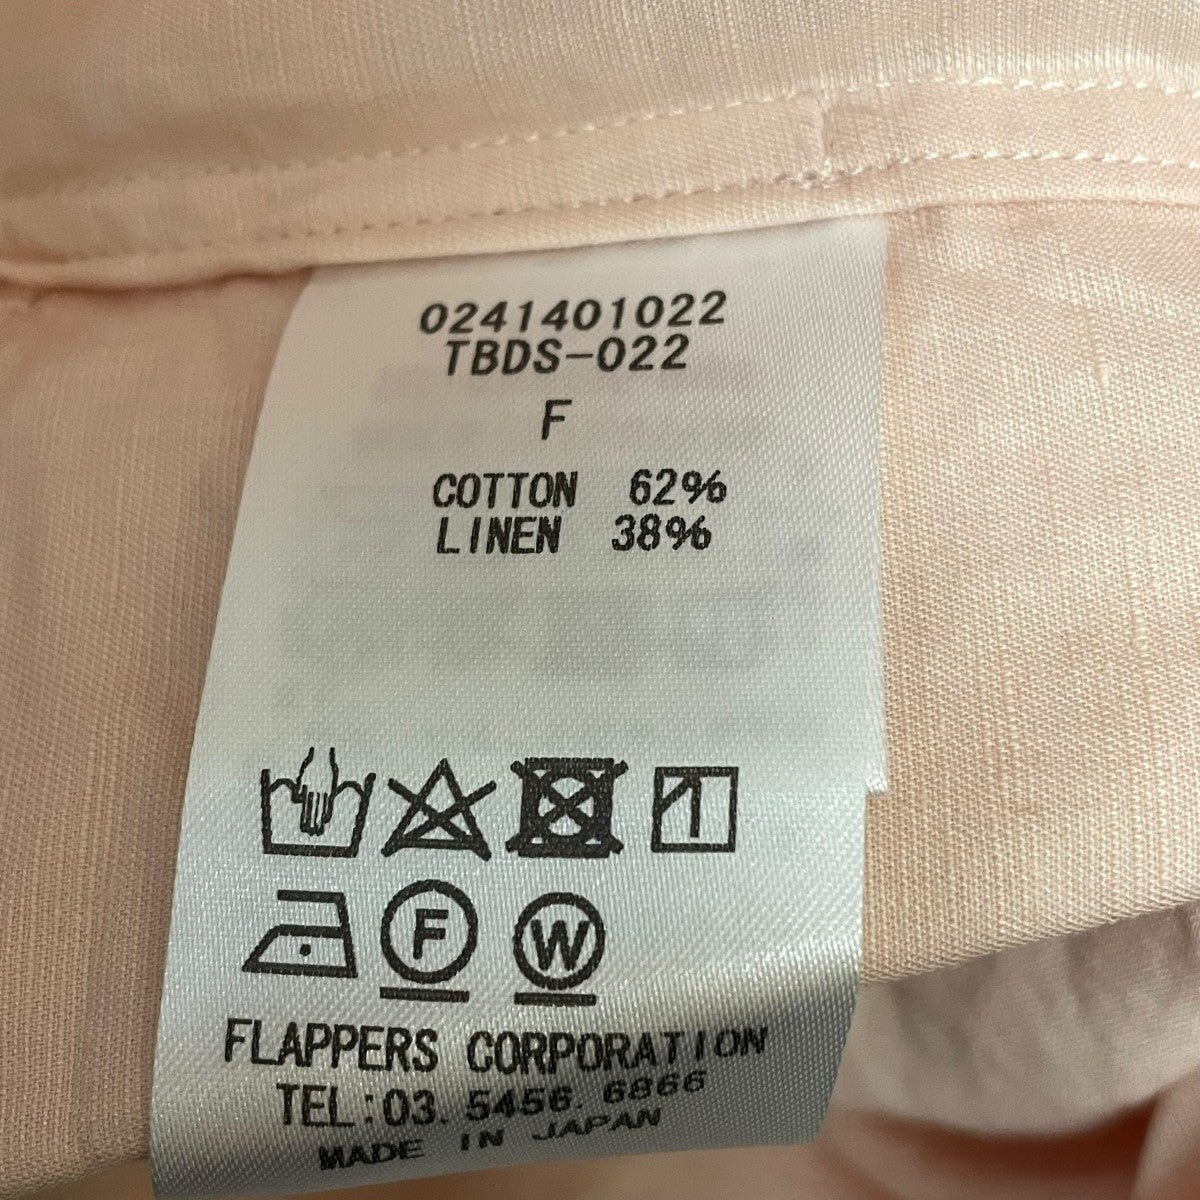 0241401022
TBDS-022
F
COTTON 62%
LINEN 38%
F W
FLAPPERS CORPORATION
TEL:03. 5456. 6866
MADE IN JAPAN